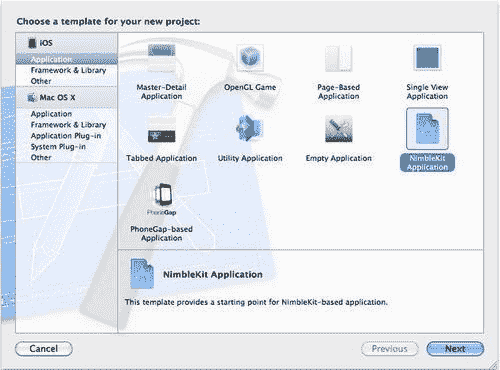 Choose a template for your new project:
iOS
Application
Framework & Library
Other
Mac OS X
Application
Framework & Library
Application Plug-in
System Plug-in
Other
Master-Detail
Application
OpenGL Game
Page-Based
Application
Single View
Application
Tabbed Application
Utility Application
Empty Application
NimbleKit
Application
PhoneGap
PhoneGap-based
Application
NimbleKit Application
This template provides a starting point for NimbleKit-based application.
Cancel
Previous
Next